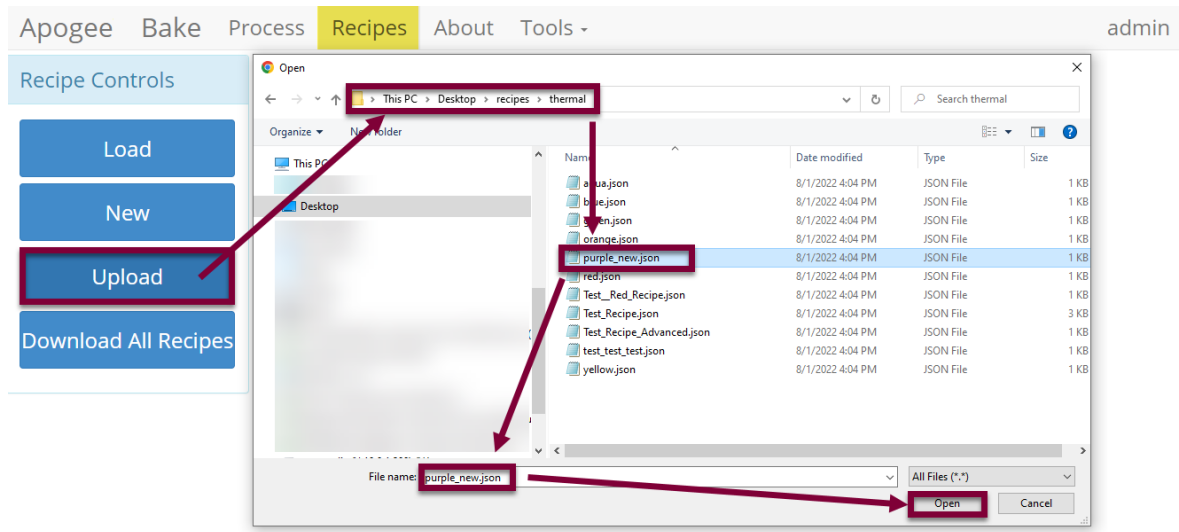 Apogee Bake Process Recipes About Tools admin
Recipe Controls
Load
New
Upload
Download All Recipes
Open
This PC > Desktop > recipes > thermal
Search thermal
Organize New folder
This PC
Desktop
Name Date modified Type Size
aqua.json 8/1/2022 4:04 PM JSON File 1 KB
blue.json 8/1/2022 4:04 PM JSON File 1 KB
green.json 8/1/2022 4:04 PM JSON File 1 KB
orange.json 8/1/2022 4:04 PM JSON File 1 KB
purple_new.json 8/1/2022 4:04 PM JSON File 1 KB
red.json 8/1/2022 4:04 PM JSON File 1 KB
Test__Red_Recipe.json 8/1/2022 4:04 PM JSON File 1 KB
Test_Recipe.json 8/1/2022 4:04 PM JSON File 3 KB
Test_Recipe_Advanced.json 8/1/2022 4:04 PM JSON File 1 KB
test_test_test.json 8/1/2022 4:04 PM JSON File 1 KB
yellow.json 8/1/2022 4:04 PM JSON File 1 KB
File name: purple_new.json All Files (*.*)
Open Cancel